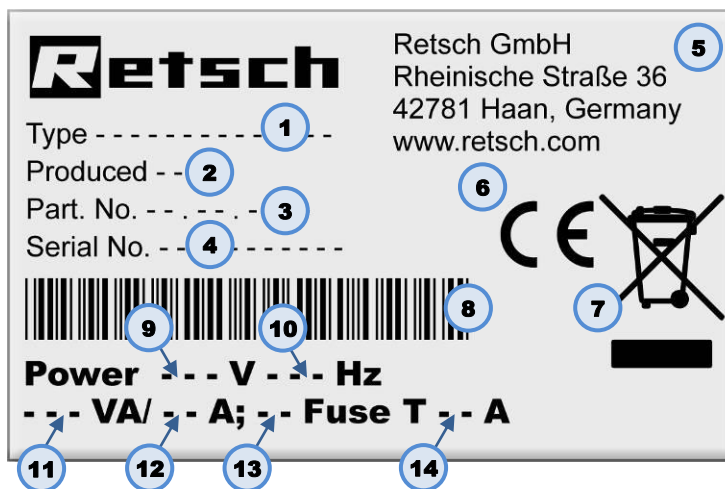 Retsch
Retsch GmbH
Rheinische Straße 36
42781 Haan, Germany
www.retsch.com
5
Type - - - - - - - - - 1 - -
Produced - - 2
Part. No. - - . - - . - 3
Serial No. - - 4 - - - - - - -
6
CE
7
8
9
10
Power - - - V - - - Hz
- - - VA/ - - A; - - Fuse T - - A
11
12
13
14